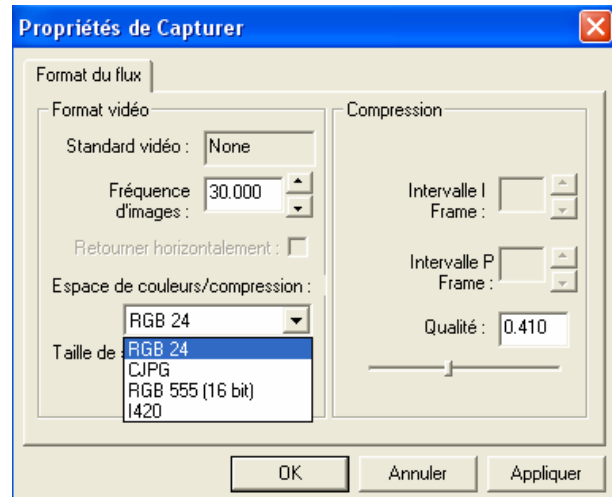 Propriétés de Capturer
Format du flux
Format vidéo
Standard vidéo : None
Fréquence
d'images : 30.000
Retourner horizontalement :
Espace de couleurs/compression :
RGB 24
Taille de
RGB 24
CJPG
RGB 555 (16 bit)
I420
Compression
Intervalle I
Frame :
Intervalle P
Frame :
Qualité : 0.410
OK Annuler Appliquer